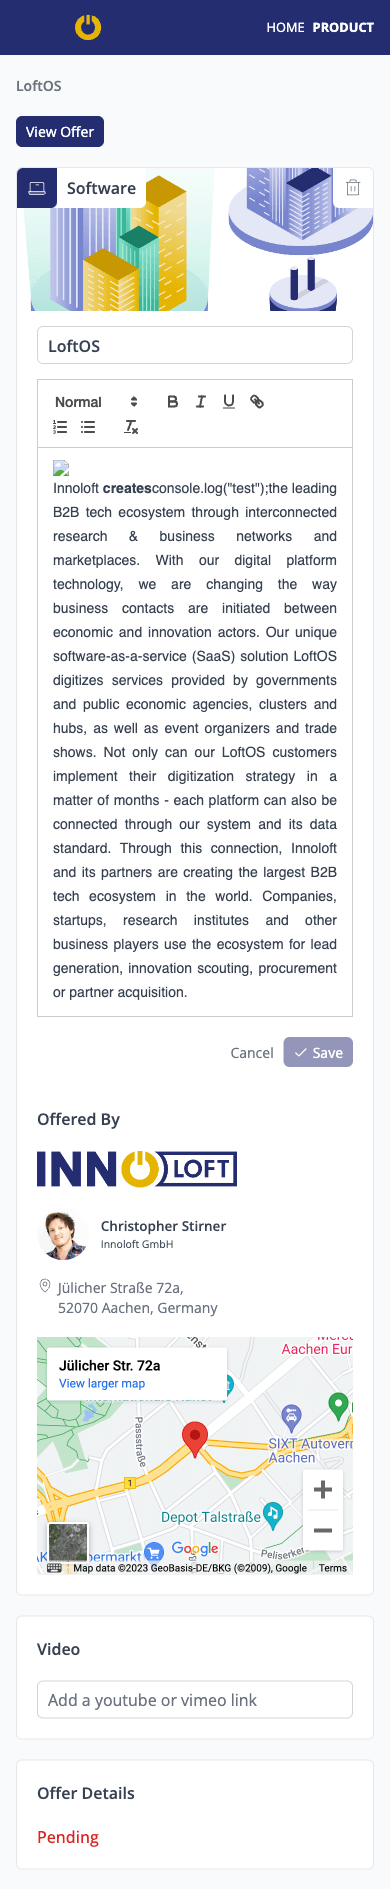 HOME PRODUCT
LoftOS
View Offer
Software
LoftOS
Normal B I U
Innoloft createsconsole.log("test");the leading
B2B tech ecosystem through interconnected
research & business networks and
marketplaces. With our digital platform
technology, we are changing the way
business contacts are initiated between
economic and innovation actors. Our unique
software-as-a-service (SaaS) solution LoftOS
digitizes services provided by governments
and public economic agencies, clusters and
hubs, as well as event organizers and trade
shows. Not only can our LoftOS customers
implement their digitization strategy in a
matter of months - each platform can also be
connected through our system and its data
standard. Through this connection, Innoloft
and its partners are creating the largest B2B
tech ecosystem in the world. Companies,
startups, research institutes and other
business players use the ecosystem for lead
generation, innovation scouting, procurement
or partner acquisition.
Cancel Save
Offered By
INNOLOFT
Christopher Stirner
Innoloft GmbH
Jülicher Straße 72a,
52070 Aachen, Germany
Aachen Eur
Jülicher Str. 72a
View larger map
Passstraße
SIXT Autoverm
Aachen
1
Depot Talstraße
Peliserker
Google
Map data ©2023 GeoBasis-DE/BKG (©2009), Google Terms
Video
Add a youtube or vimeo link
Offer Details
Pending